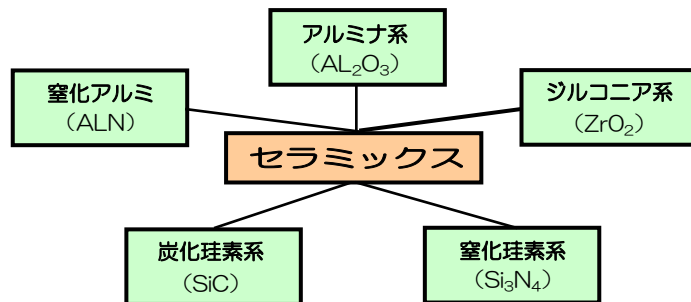 アルミナ系
（AL₂O₃）
窒化アルミ
（ALN）
ジルコニア系
（ZrO₂）
セラミックス
炭化珪素系
（SiC）
窒化珪素系
（Si₃N₄）